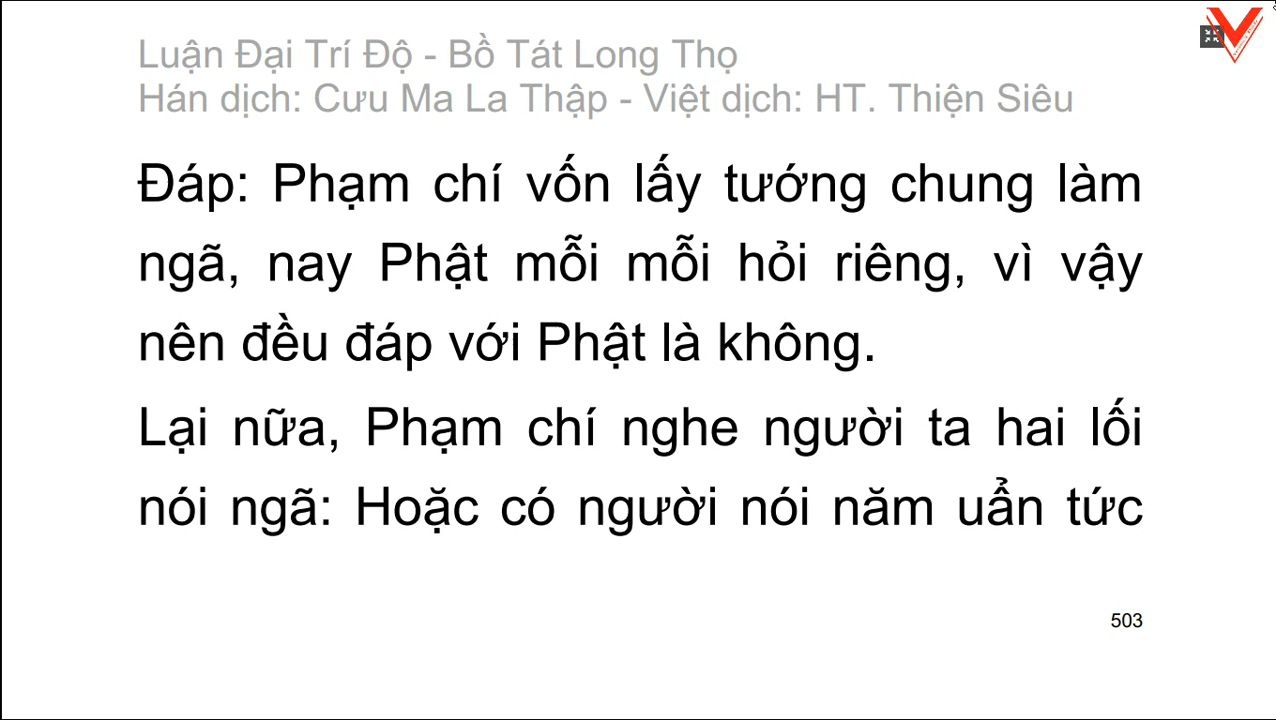 Luận Đại Trí Độ - Bồ Tát Long Thọ
Hán dịch: Cưu Ma La Thập - Việt dịch: HT. Thiện Siêu
Đáp: Phạm chí vốn lấy tướng chung làm
ngã, nay Phật mỗi mỗi hỏi riêng, vì vậy
nên đều đáp với Phật là không.
Lại nữa, Phạm chí nghe người ta hai lối
nói ngã: Hoặc có người nói năm uẩn tức
503